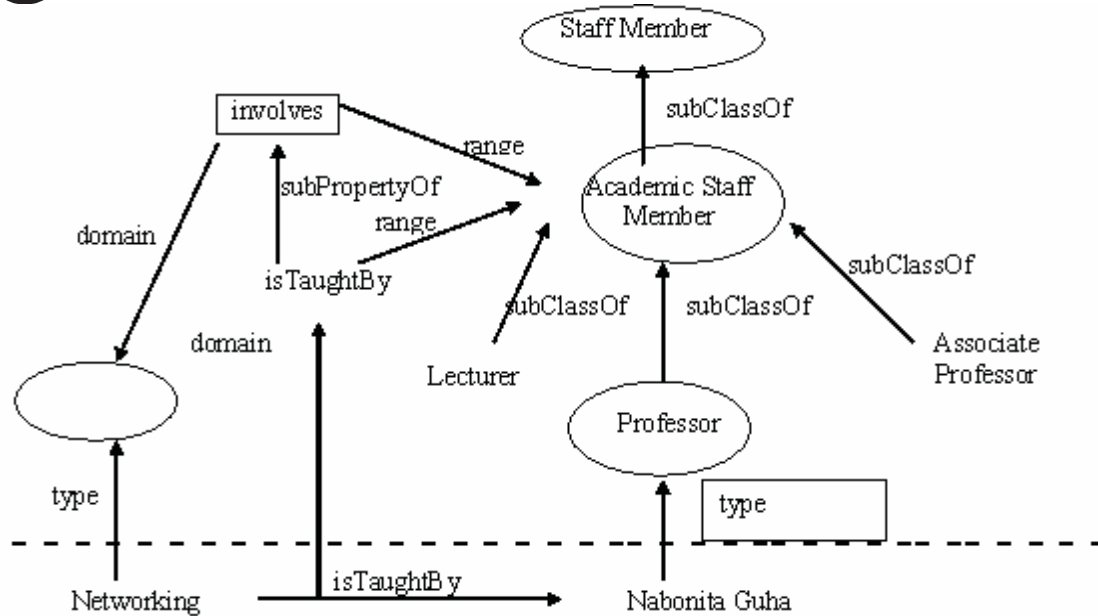 Staff Member
subClassOf
involves
range
Academic Staff
Member
subPropertyOf
range
domain
isTaughtBy
subClassOf
subClassOf
subClassOf
domain
Lecturer
Associate
Professor
Professor
type
type
isTaughtBy
Networking
Nabonita Guha